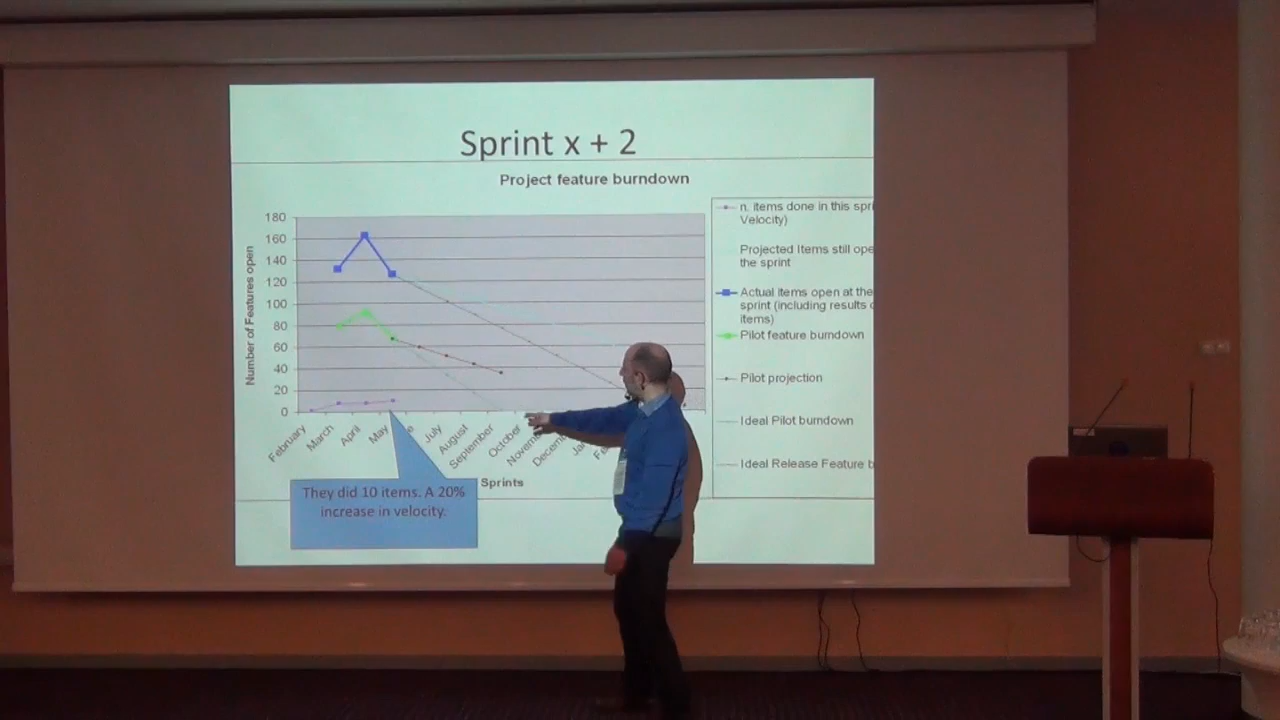 Sprint x + 2
Project feature burndown
Number of Features open
180
160
140
120
100
80
60
40
20
0
February
March
April
May
July
August
September
October
Sprints
n. items done in this spri
Velocity)
Projected Items still ope
the sprint
Actual items open at the
sprint (including results o
items)
Pilot feature burndown
Pilot projection
Ideal Pilot burndown
Ideal Release Feature b
They did 10 items. A 20%
increase in velocity.